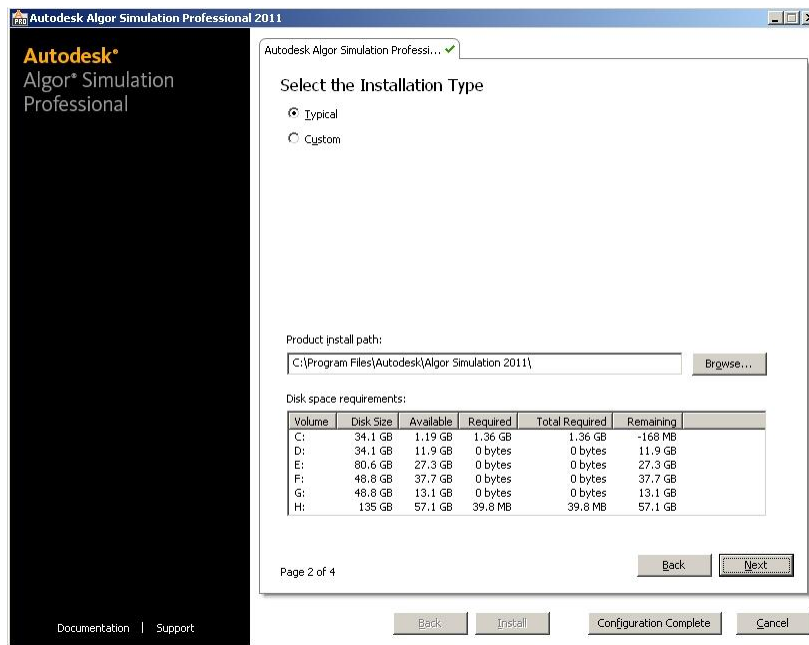 Autodesk Algor Simulation Professional 2011
Autodesk®
Algor® Simulation
Professional
Autodesk Algor Simulation Professi...
Select the Installation Type
Typical
Custom
Product install path:
C:\Program Files\Autodesk\Algor Simulation 2011\
Browse...
Disk space requirements:
Volume Disk Size Available Required Total Required Remaining
C: 34.1 GB 1.19 GB 1.36 GB 1.36 GB -168 MB
D: 34.1 GB 11.9 GB 0 bytes 0 bytes 11.9 GB
E: 80.6 GB 27.3 GB 0 bytes 0 bytes 27.3 GB
F: 48.8 GB 37.7 GB 0 bytes 0 bytes 37.7 GB
G: 48.8 GB 13.1 GB 0 bytes 0 bytes 13.1 GB
H: 135 GB 57.1 GB 39.8 MB 39.8 MB 57.1 GB
Page 2 of 4
Back Next
Documentation | Support
Back Install Configuration Complete Cancel